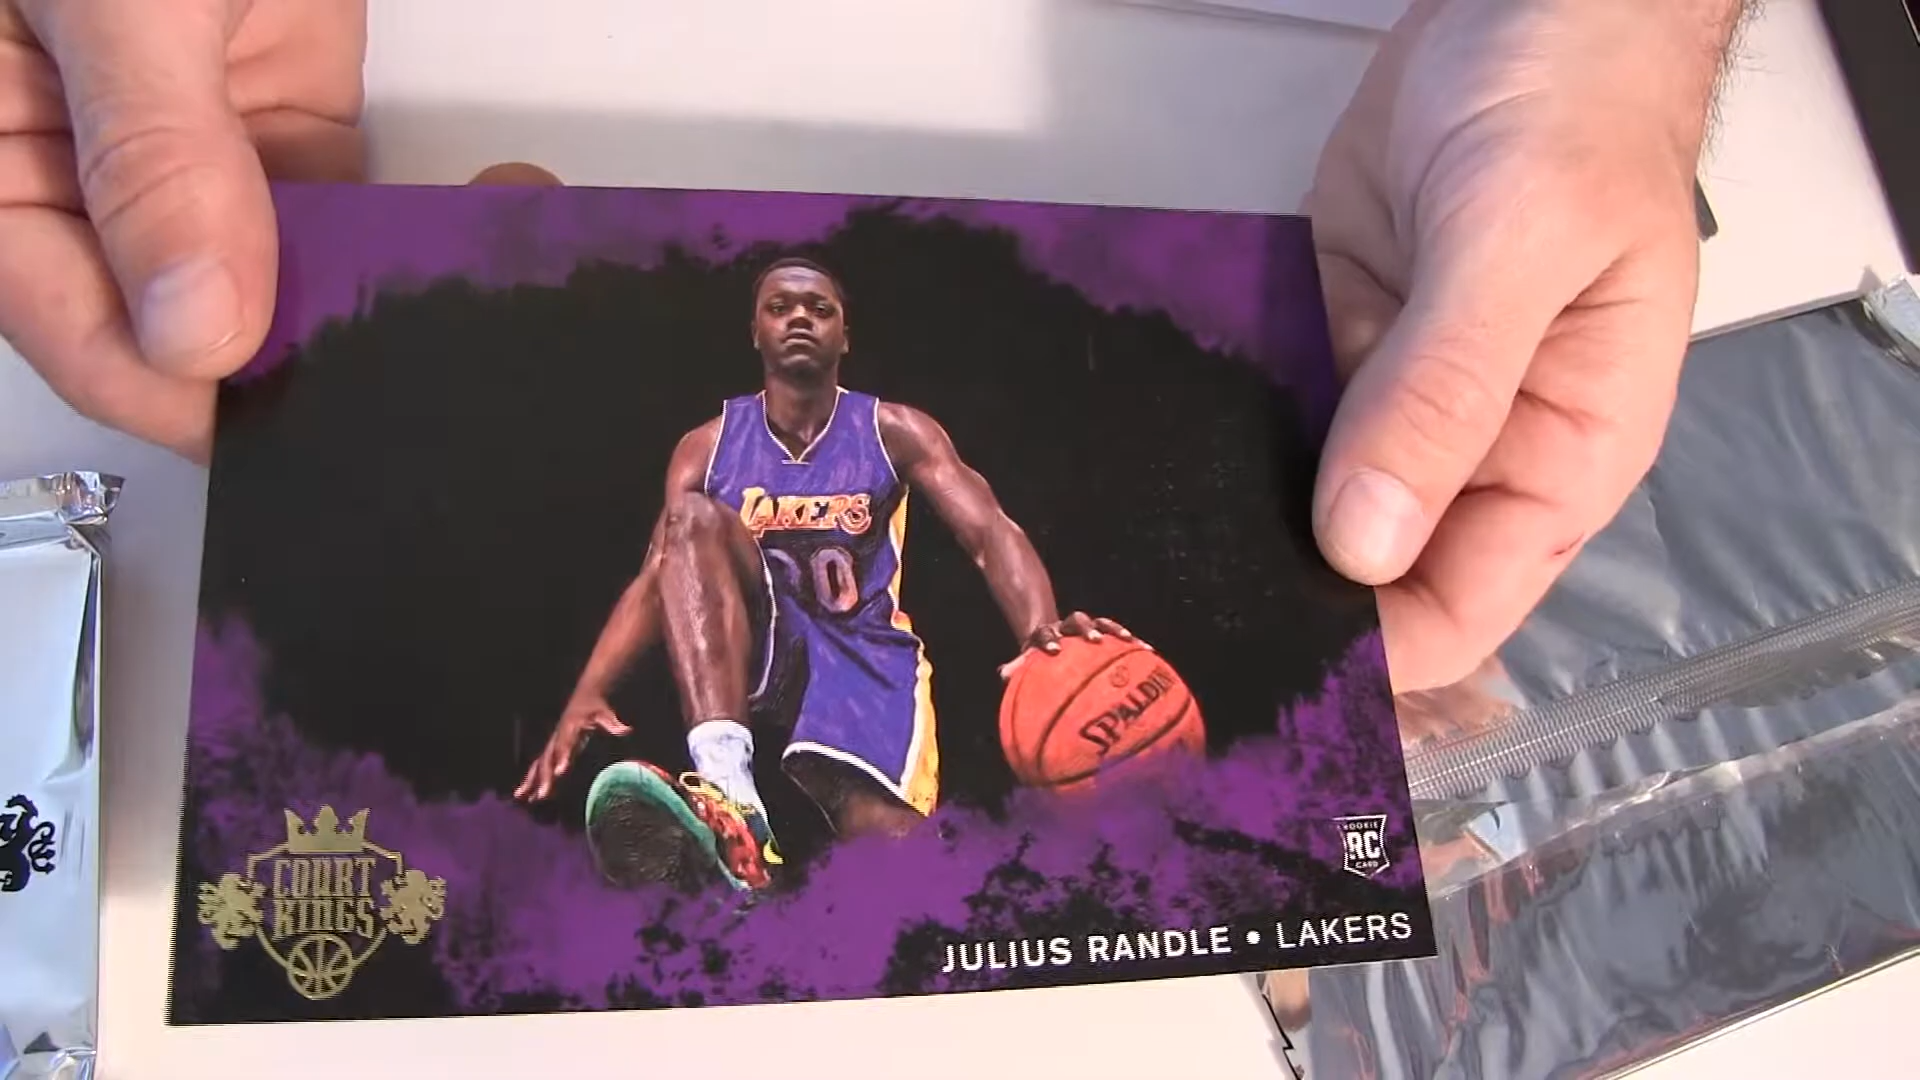 LAKERS
30
SPALDING
COURT
KINGS
ROOKIE
RC
CARD
JULIUS RANDLE • LAKERS